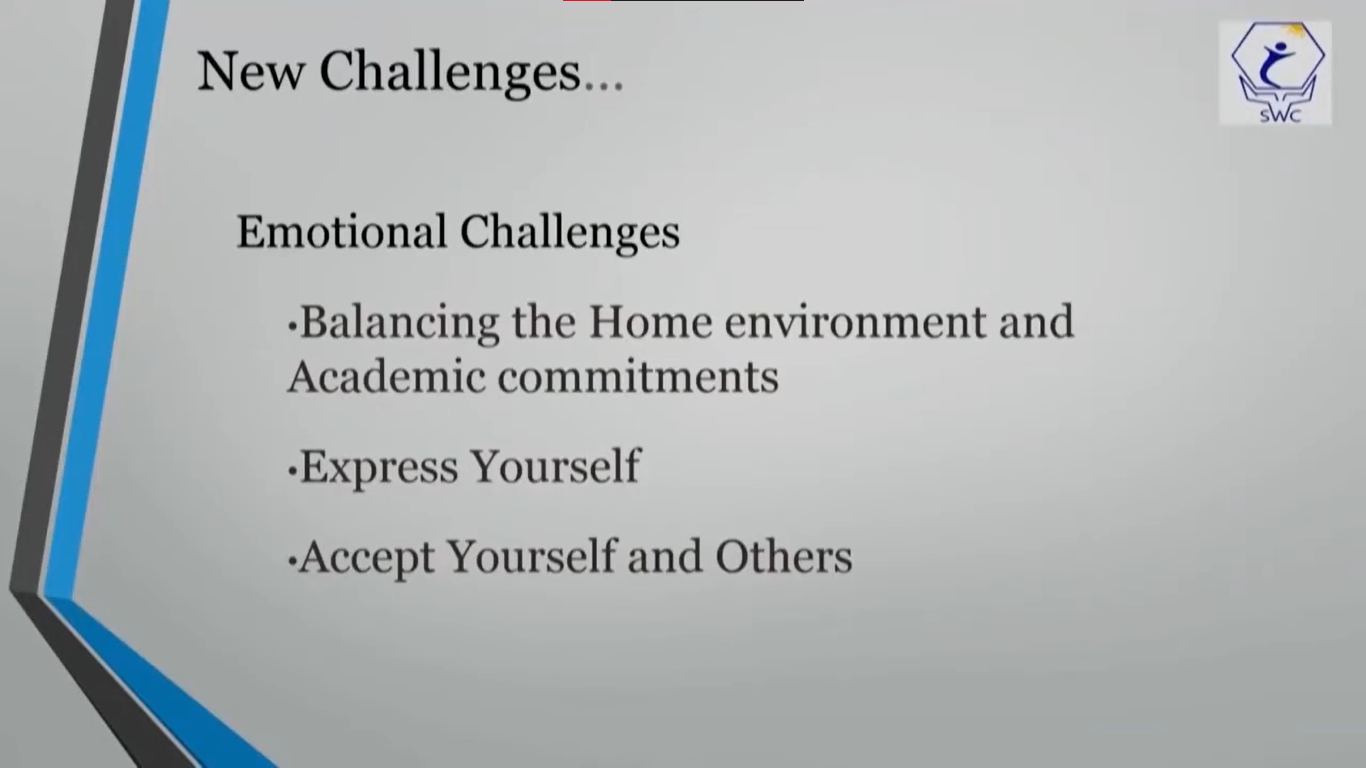 New Challenges...
SWC
Emotional Challenges
•Balancing the Home environment and
Academic commitments
•Express Yourself
•Accept Yourself and Others